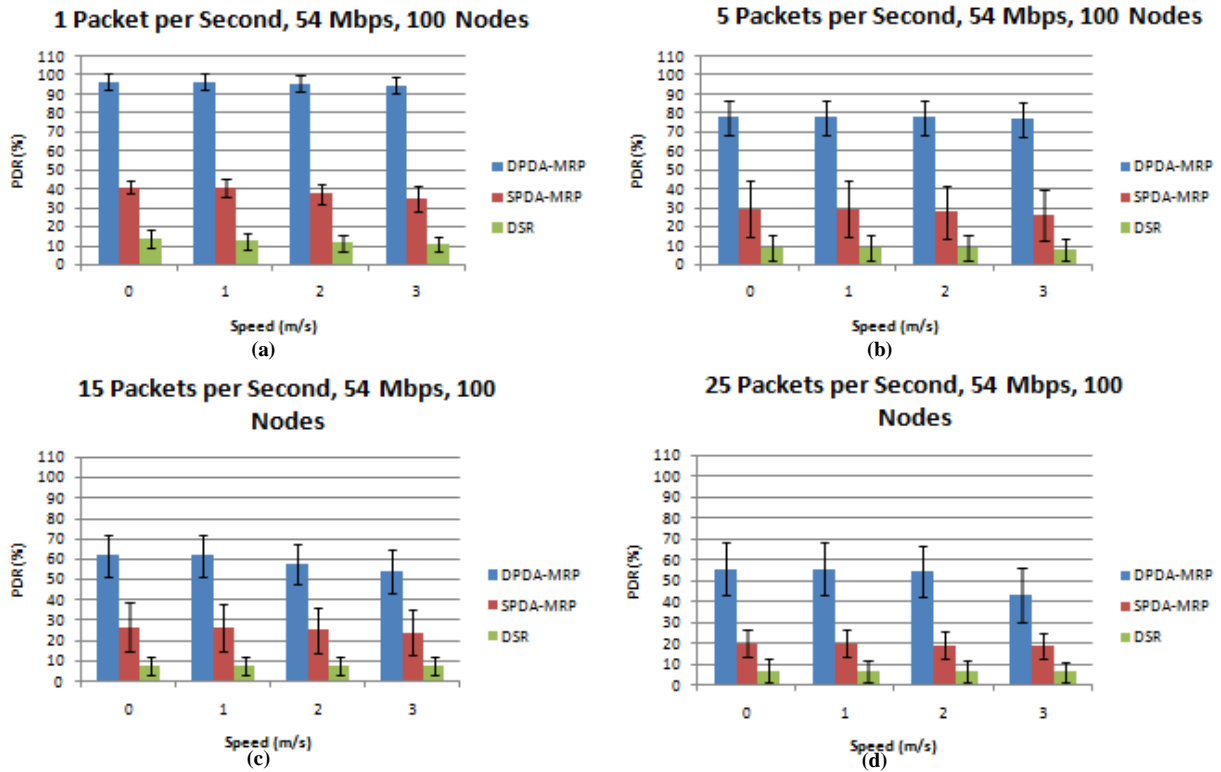 1 Packet per Second, 54 Mbps, 100 Nodes
110
100
90
80
70
60
50
40
30
20
10
0
PDR(%)
0 1 2 3
Speed (m/s)
DPDA-MRP
SPDA-MRP
DSR
(a)
5 Packets per Second, 54 Mbps, 100 Nodes
110
100
90
80
70
60
50
40
30
20
10
0
PDR(%)
0 1 2 3
Speed (m/s)
DPDA-MRP
SPDA-MRP
DSR
(b)
15 Packets per Second, 54 Mbps, 100
Nodes
110
100
90
80
70
60
50
40
30
20
10
0
PDR(%)
0 1 2 3
Speed (m/s)
DPDA-MRP
SPDA-MRP
DSR
(c)
25 Packets per Second, 54 Mbps, 100
Nodes
110
100
90
80
70
60
50
40
30
20
10
0
PDR(%)
0 1 2 3
Speed (m/s)
DPDA-MRP
SPDA-MRP
DSR
(d)